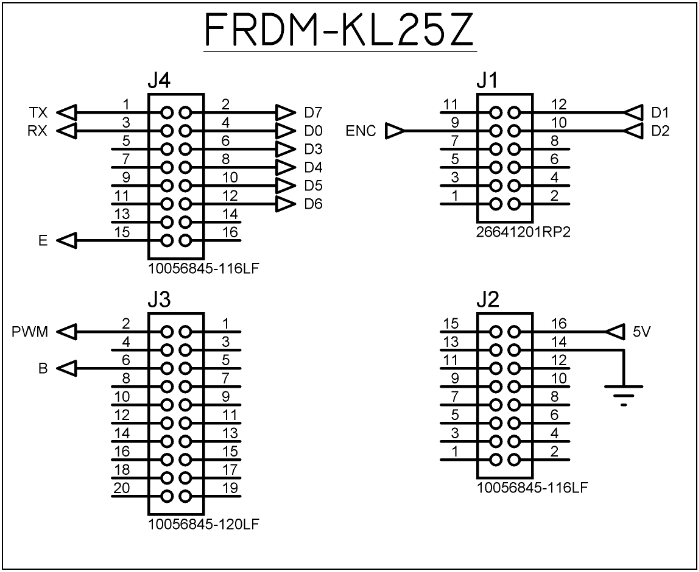 FRDM-KL25Z
J4
TX 1 2 D7
RX 3 4 D0
5 6 D3
7 8 D4
9 10 D5
11 12 D6
13 14
E 15 16
10056845-116LF
J1
11 12 D1
ENC 9 10 D2
7 8
5 6
3 4
1 2
26641201RP2
J3
PWM 2 1
4 3
B 6 5
8 7
10 9
12 11
14 13
16 15
18 17
20 19
10056845-120LF
J2
15 16 5V
13 14
11 12
9 10
7 8
5 6
3 4
1 2
10056845-116LF